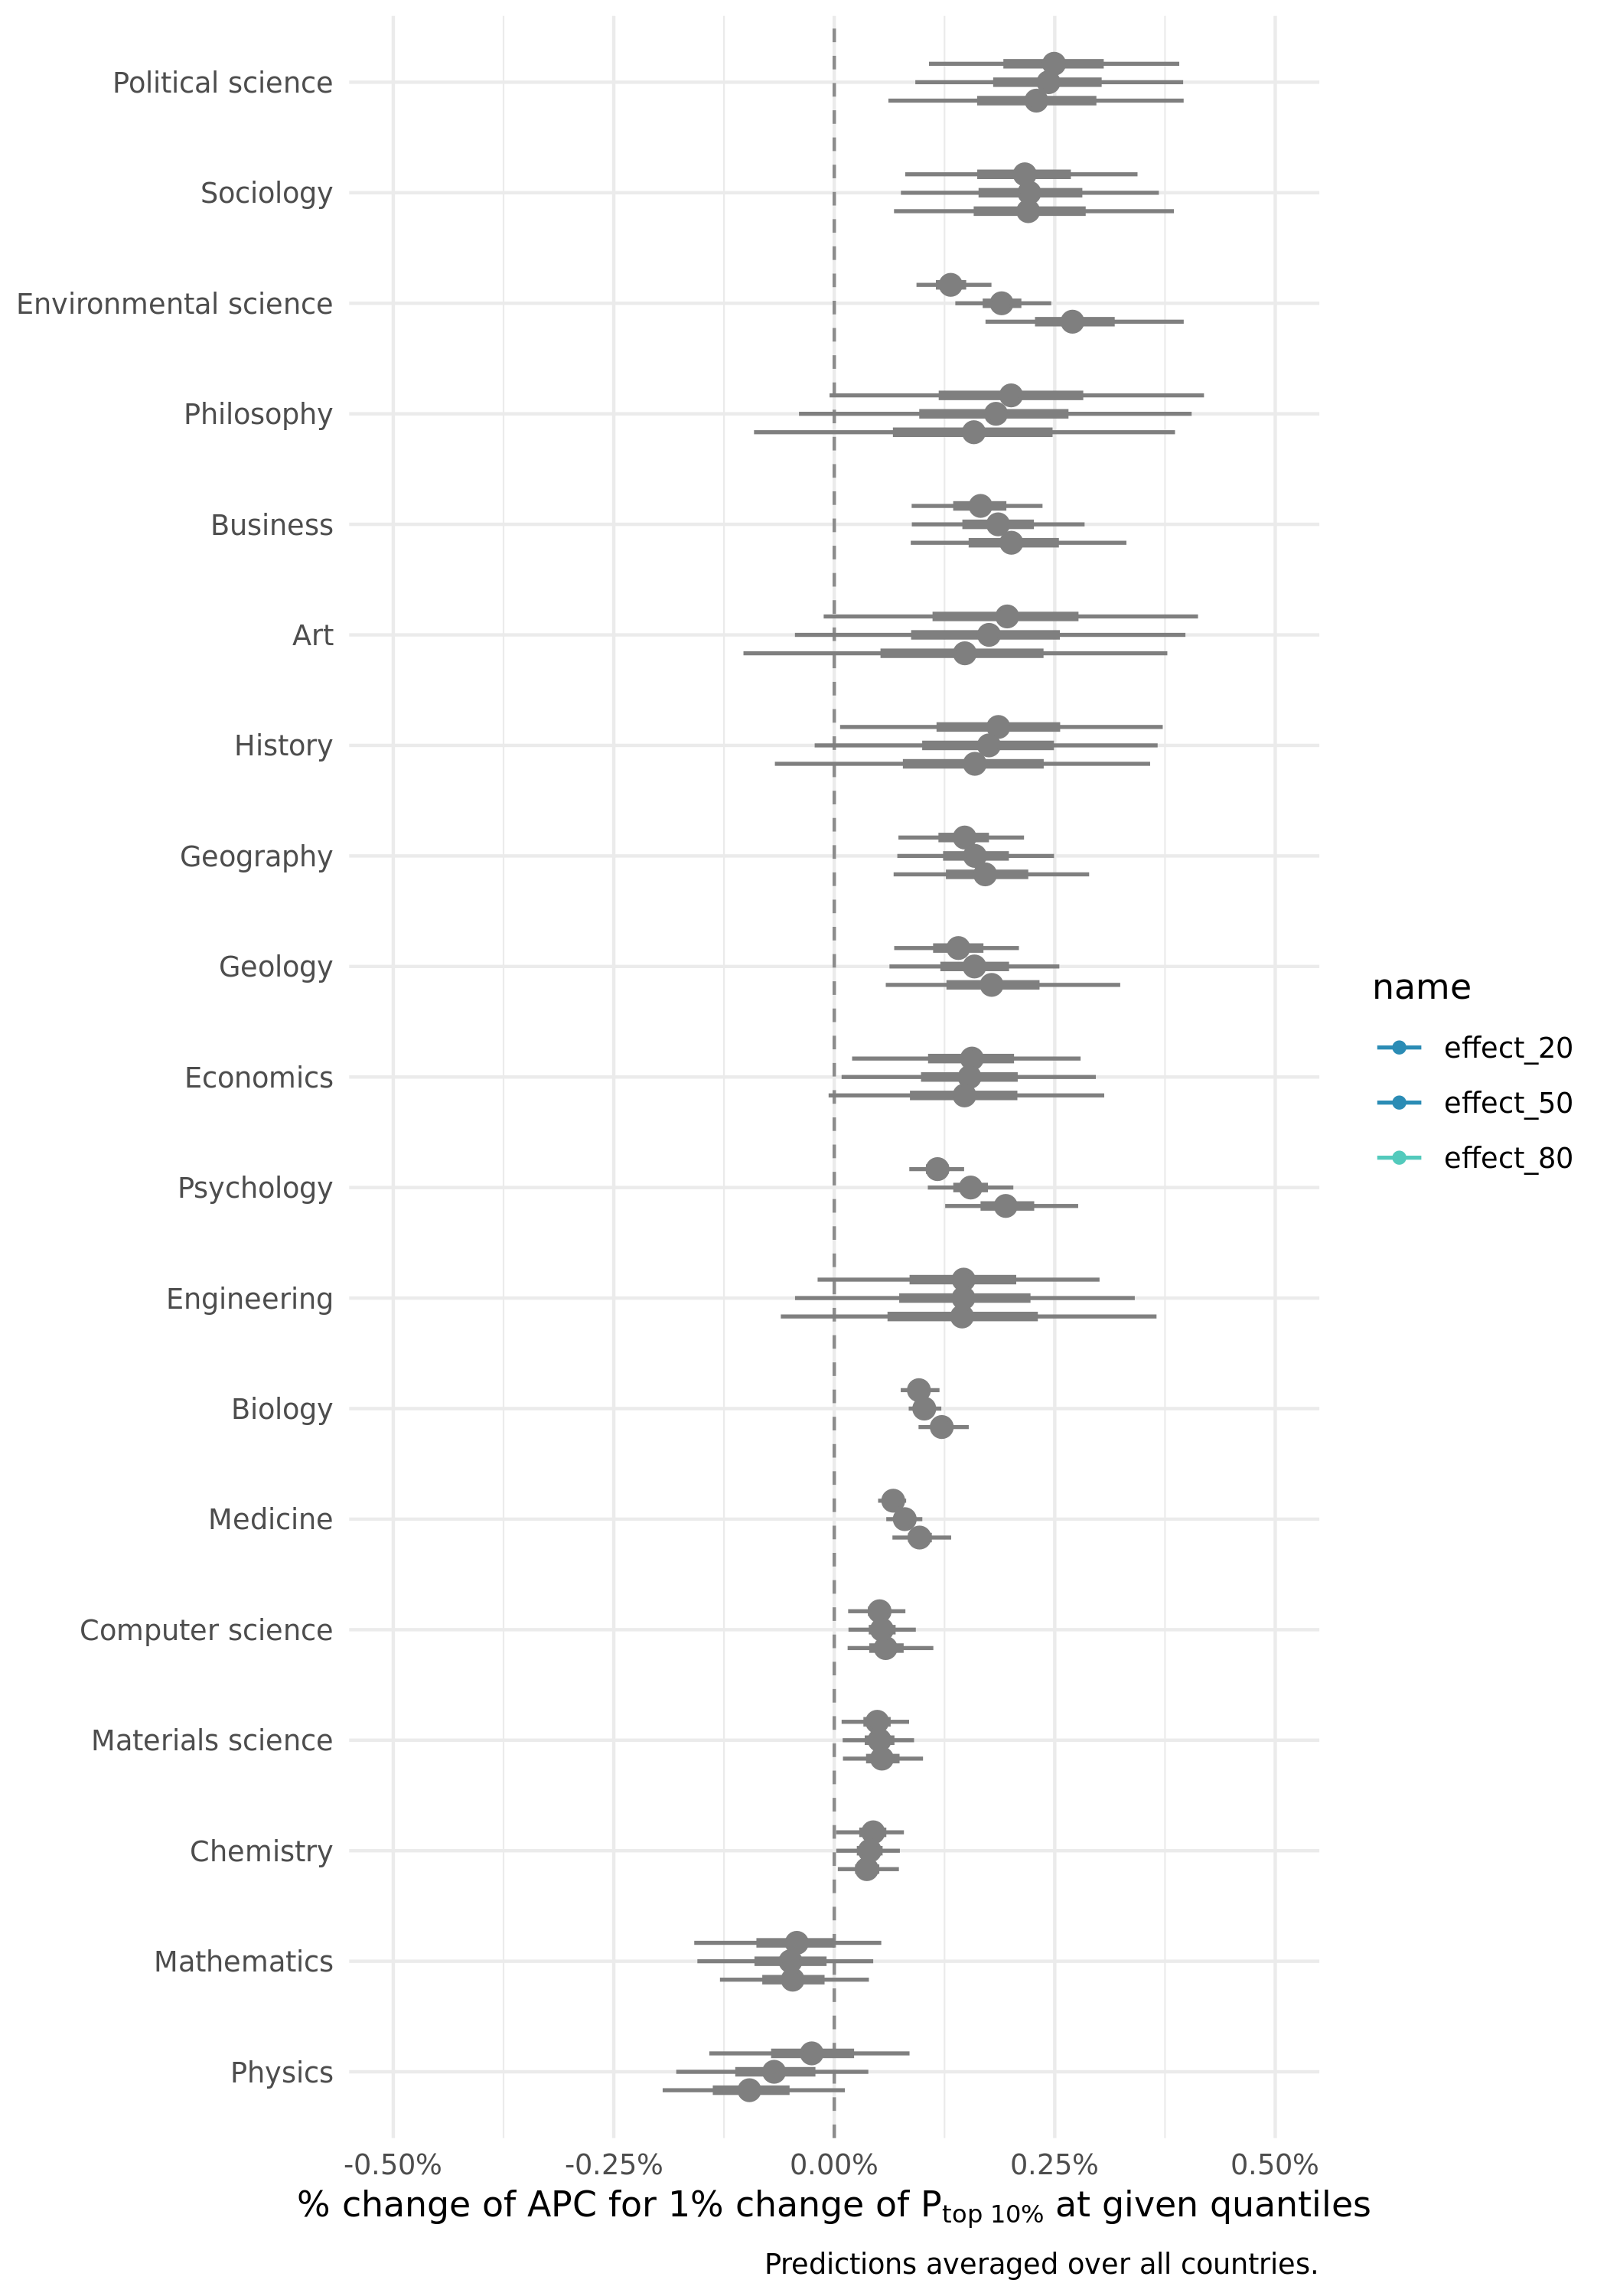 Political science
Sociology
Environmental science
Philosophy
Business
Art
History
Geography
Geology
Economics
Psychology
Engineering
Biology
Medicine
Computer science
Materials science
Chemistry
Mathematics
Physics
name
effect_20
effect_50
effect_80
-0.50% -0.25% 0.00% 0.25% 0.50%
% change of APC for 1% change of Ptop 10% at given quantiles
Predictions averaged over all countries.